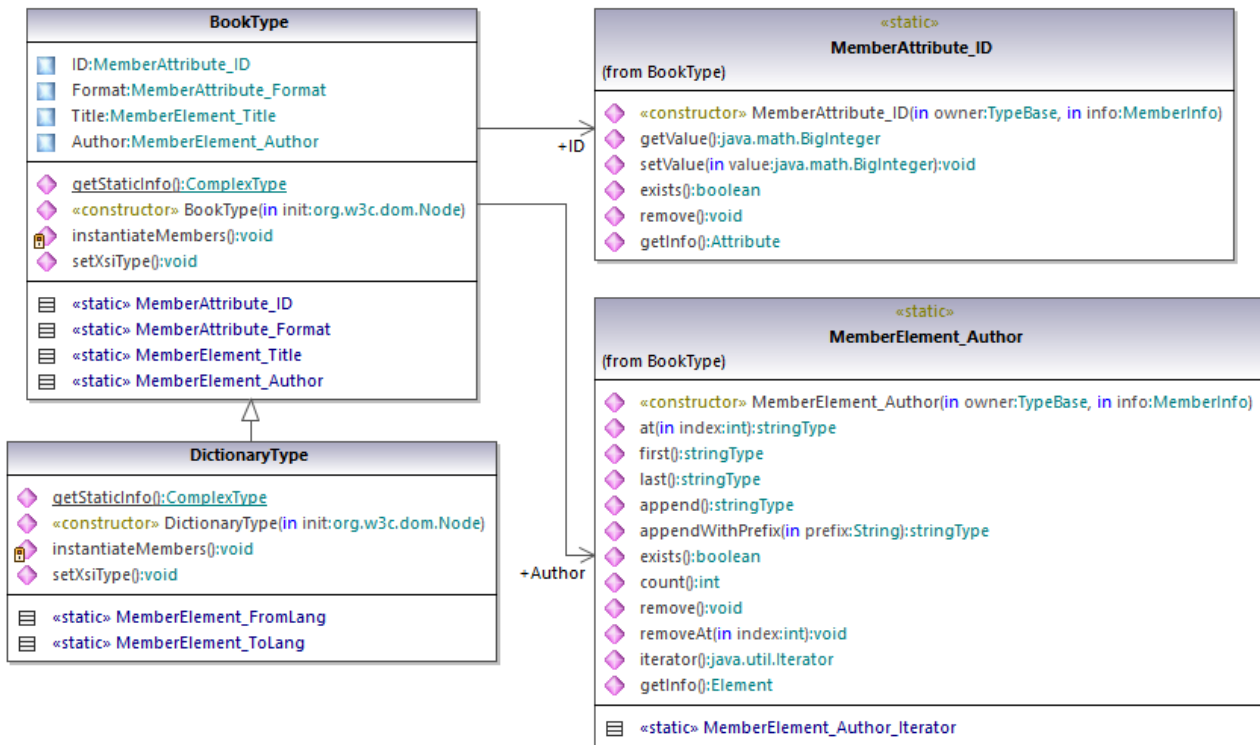 BookType
ID:MemberAttribute_ID
Format:MemberAttribute_Format
Title:MemberElement_Title
Author:MemberElement_Author
getStaticInfo():ComplexType
«constructor» BookType(in init:org.w3c.dom.Node)
instantiateMembers():void
setXsiType():void
«static» MemberAttribute_ID
«static» MemberAttribute_Format
«static» MemberElement_Title
«static» MemberElement_Author
DictionaryType
getStaticInfo():ComplexType
«constructor» DictionaryType(in init:org.w3c.dom.Node)
instantiateMembers():void
setXsiType():void
«static» MemberElement_FromLang
«static» MemberElement_ToLang
+ID
+Author
«static»
MemberAttribute_ID
(from BookType)
«constructor» MemberAttribute_ID(in owner:TypeBase, in info:MemberInfo)
getValue():java.math.BigInteger
setValue(in value:java.math.BigInteger):void
exists():boolean
remove():void
getInfo():Attribute
«static»
MemberElement_Author
(from BookType)
«constructor» MemberElement_Author(in owner:TypeBase, in info:MemberInfo)
at(in index:int):stringType
first():stringType
last():stringType
append():stringType
appendWithPrefix(in prefix:String):stringType
exists():boolean
count():int
remove():void
removeAt(in index:int):void
iterator():java.util.Iterator
getInfo():Element
«static» MemberElement_Author_Iterator